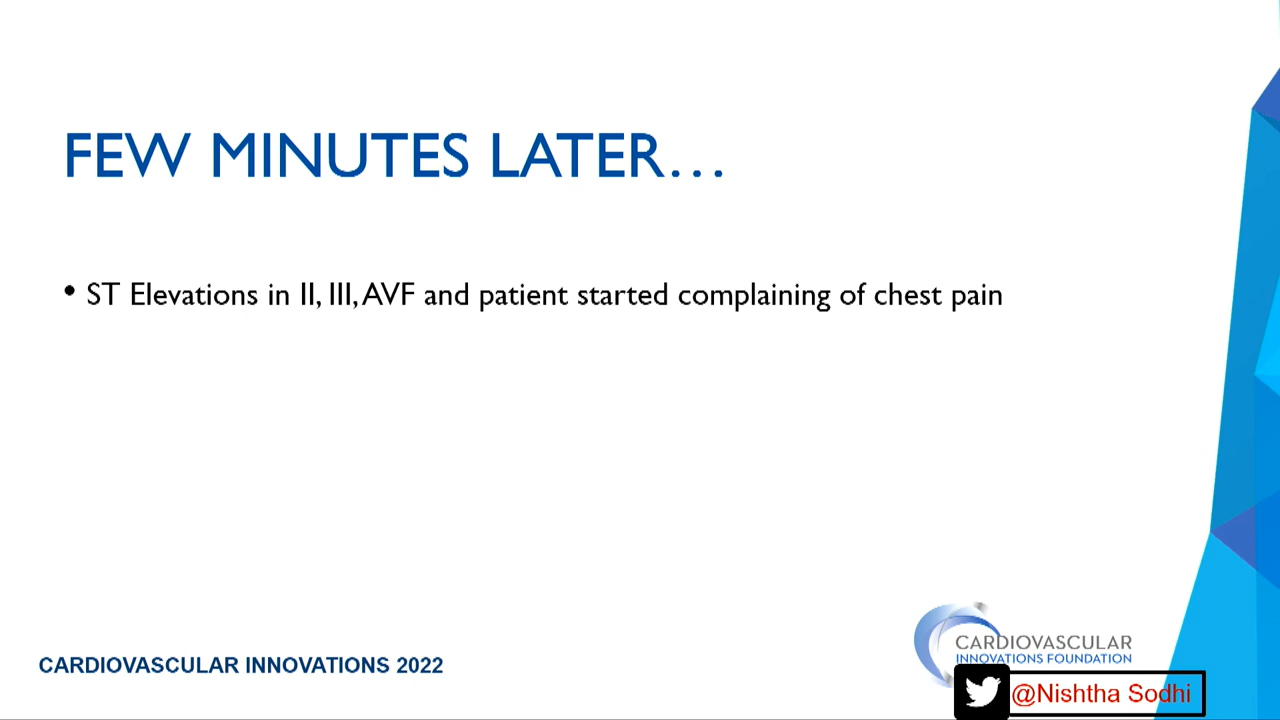 FEW MINUTES LATER…
• ST Elevations in II, III, AVF and patient started complaining of chest pain
CARDIOVASCULAR INNOVATIONS 2022
CARDIOVASCULAR
INNOVATIONS FOUNDATION
@Nishtha Sodhi